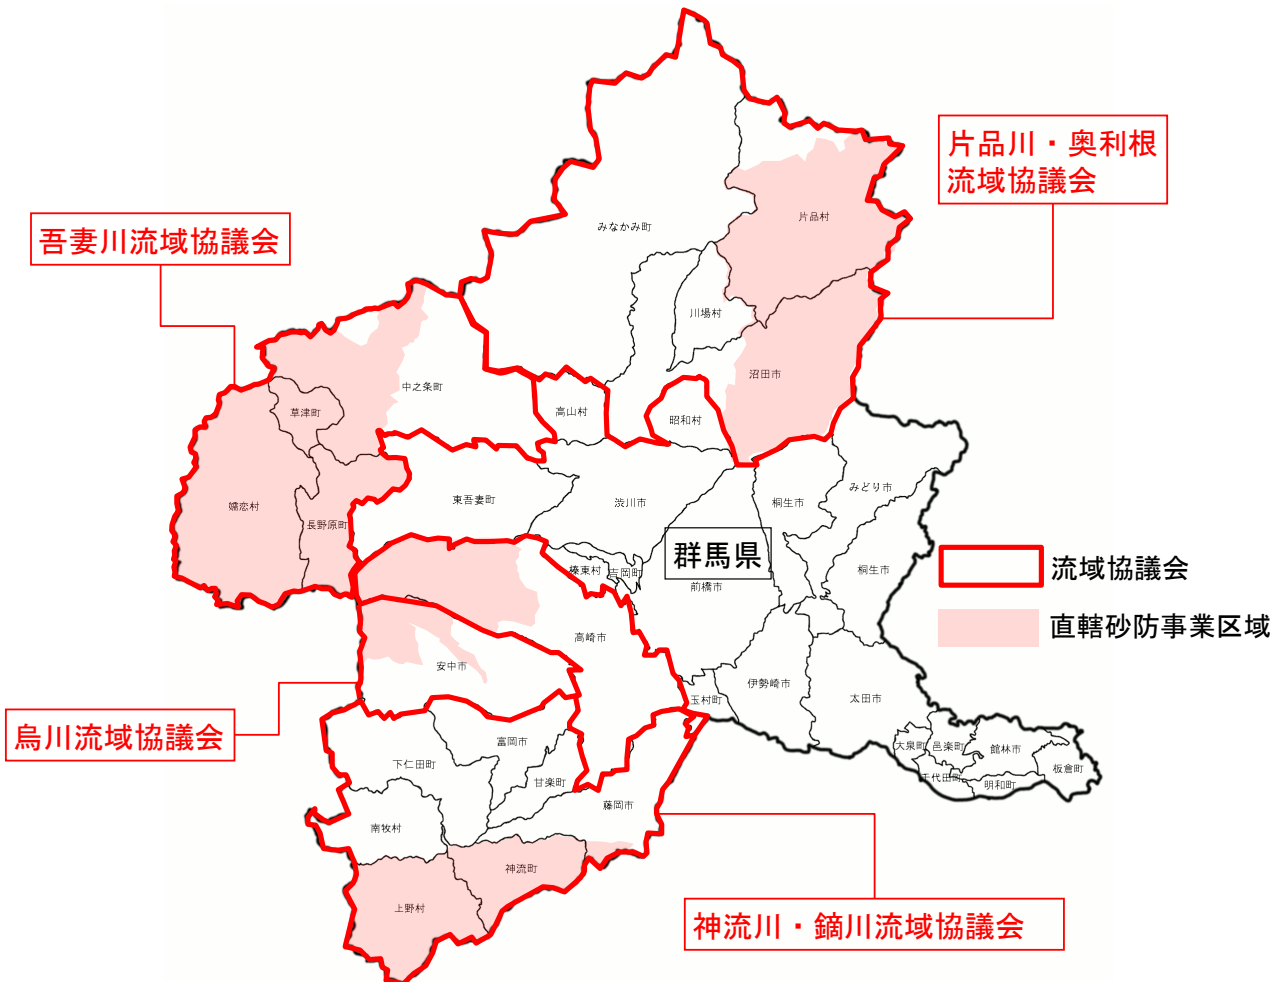 片品川・奥利根
流域協議会
吾妻川流域協議会
みなかみ町
片品村
川場村
沼田市
中之条町
草津町
高山村
昭和村
嬬恋村
長野原町
東吾妻町
渋川市
桐生市
みどり市
群馬県
榛東村
吉岡町
前橋市
桐生市
流域協議会
直轄砂防事業区域
高崎市
安中市
玉村町
伊勢崎市
太田市
烏川流域協議会
富岡市
下仁田町
甘楽町
藤岡市
南牧村
大泉町
邑楽町
館林市
板倉町
千代田町
明和町
神流町
上野村
神流川・鏑川流域協議会